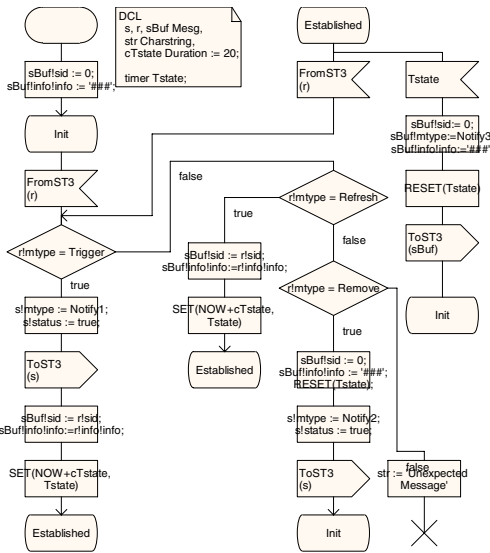 DCL
s, r, sBuf Mesg,
str Charstring,
cTstate Duration := 20;
timer Tstate;
sBuf!sid := 0;
sBuf!info!info := '###';
Init
FromST3
(r)
r!mtype = Trigger
false
true
s!mtype := Notify1;
s!status := true;
ToST3
(s)
sBuf!sid := r!sid;
sBuf!info!info:=r!info!info;
SET(NOW+cTstate,
Tstate)
Established
Established
FromST3
(r)
r!mtype = Refresh
true
false
sBuf!sid := r!sid;
sBuf!info!info:=r!info!info;
SET(NOW+cTstate,
Tstate)
Established
r!mtype = Remove
true
sBuf!sid := 0;
sBuf!info!info := '###';
RESET(Tstate);
s!mtype := Notify2;
s!status := true;
ToST3
(s)
Init
false
str := 'Unexpected
Message'
Tstate
sBuf!sid:= 0;
sBuf!mtype:=Notify3
sBuf!info!info:='###'
RESET(Tstate)
ToST3
(sBuf)
Init